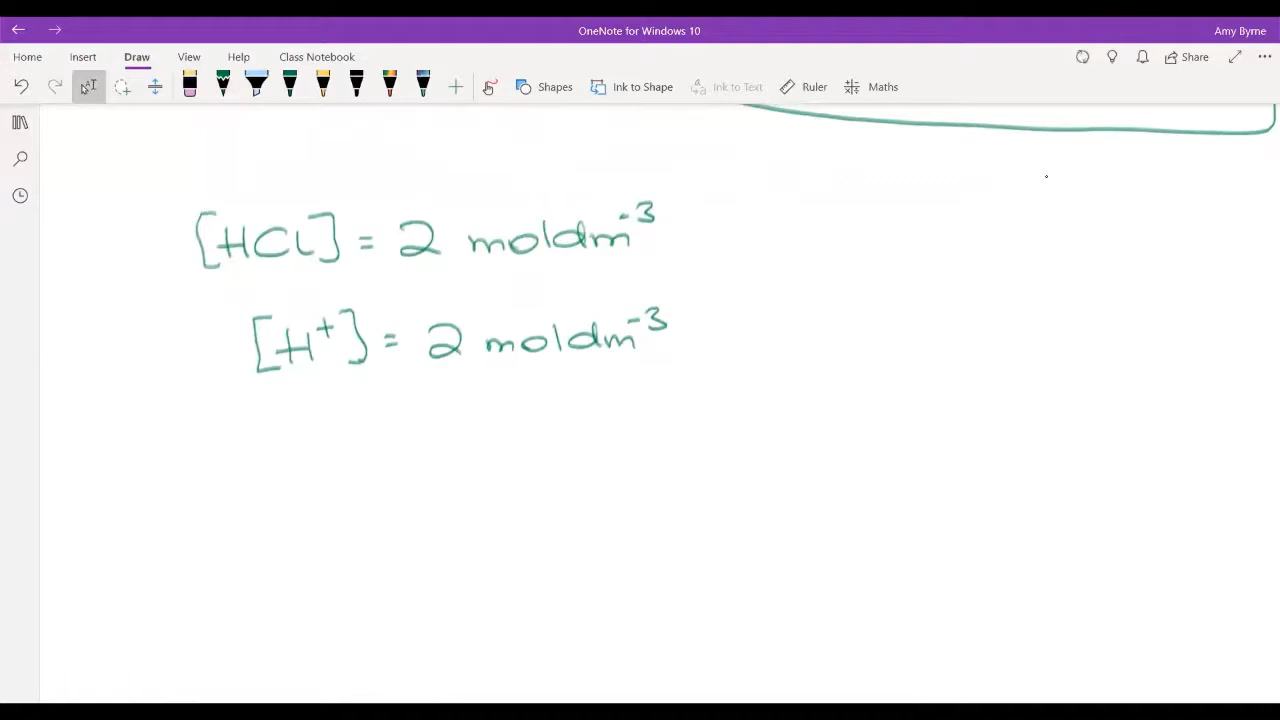 OneNote for Windows 10
Amy Byrne
Home Insert Draw View Help Class Notebook Share
Shapes Ink to Shape Ink to Text Ruler Maths
[HCl] = 2 moldm⁻³
[H⁺] = 2 moldm⁻³